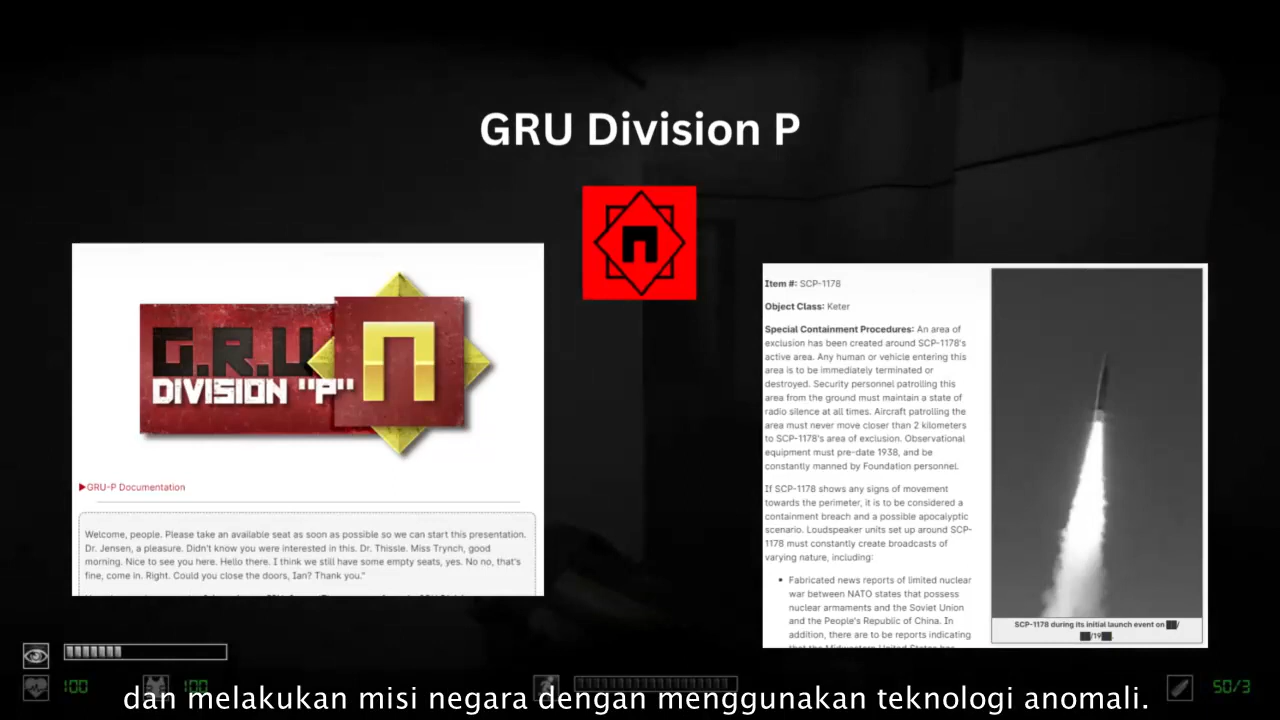 GRU Division P
G.R.U
DIVISION "P"
П
▶GRU-P Documentation
Welcome, people. Please take an available seat as soon as possible so we can start this presentation.
Dr. Jensen, a pleasure. Didn't know you were interested in this. Dr. Thissle. Miss Trynch, good
morning. Nice to see you here. Hello there. I think we still have some empty seats, yes. No no, that's
fine, come in. Right. Could you close the doors, Ian? Thank you."
Item #: SCP-1178
Object Class: Keter
Special Containment Procedures: An area of
exclusion has been created around SCP-1178's
active area. Any human or vehicle entering this
area is to be immediately terminated or
destroyed. Security personnel patrolling this
area from the ground must maintain a state of
radio silence at all times. Aircraft patrolling the
area must never move closer than 2 kilometers
to SCP-1178's area of exclusion. Observational
equipment must pre-date 1938, and be
constantly manned by Foundation personnel.
If SCP-1178 shows any signs of movement
towards the perimeter, it is to be considered a
containment breach and a possible apocalyptic
scenario. Loudspeaker units set up around SCP-
1178 must constantly create broadcasts of
varying nature, including:
• Fabricated news reports of limited nuclear
war between NATO states that possess
nuclear armaments and the Soviet Union
and the People's Republic of China. In
addition, there are to be reports indicating
that the Midwestern United States has
SCP-1178 during its initial launch event on ██/
██/19██.
100
100
50/3
dan melakukan misi negara dengan menggunakan teknologi anomali.